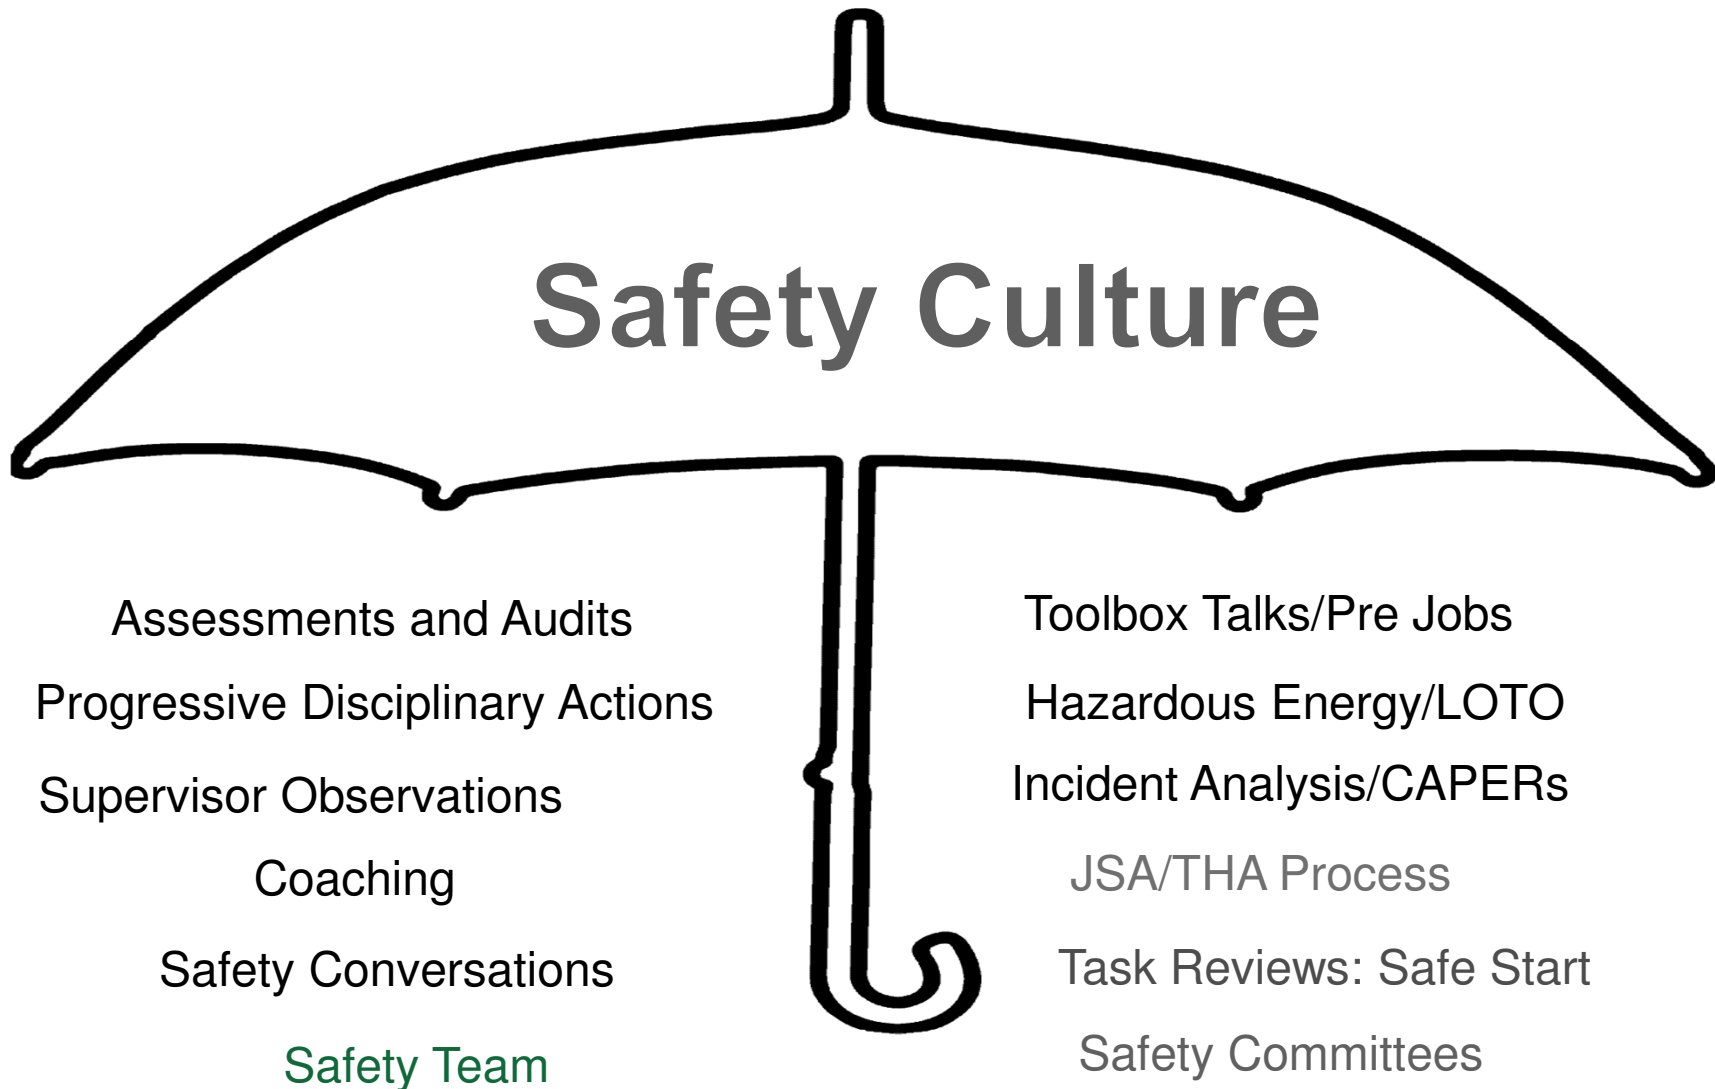 Safety Culture
Assessments and Audits
Progressive Disciplinary Actions
Supervisor Observations
Coaching
Safety Conversations
Safety Team
Toolbox Talks/Pre Jobs
Hazardous Energy/LOTO
Incident Analysis/CAPERs
JSA/THA Process
Task Reviews: Safe Start
Safety Committees